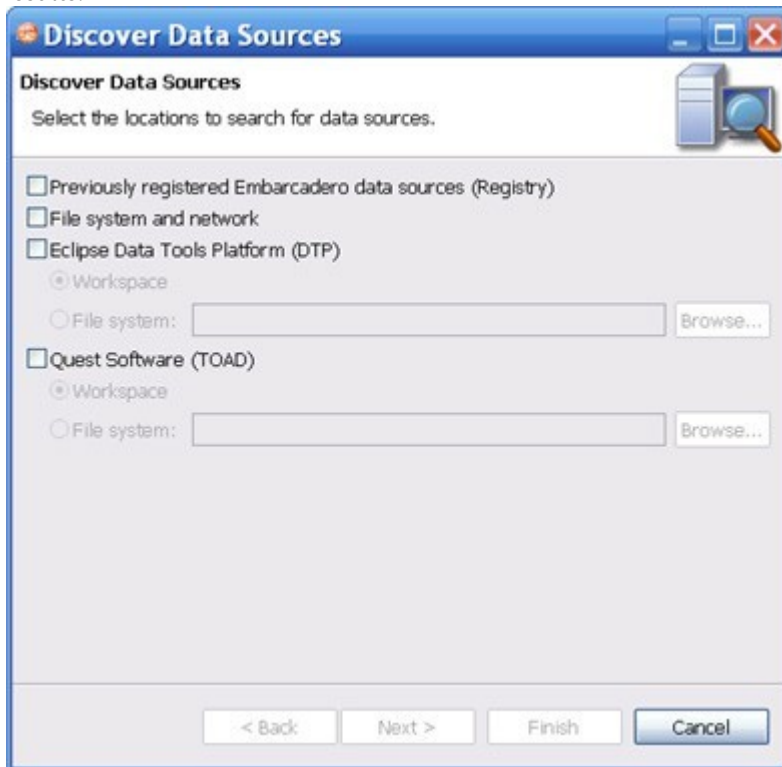 Discover Data Sources
Discover Data Sources
Select the locations to search for data sources.
Previously registered Embarcadero data sources (Registry)
File system and network
Eclipse Data Tools Platform (DTP)
Workspace
File system:
Browse...
Quest Software (TOAD)
Workspace
File system:
Browse...
< Back
Next >
Finish
Cancel